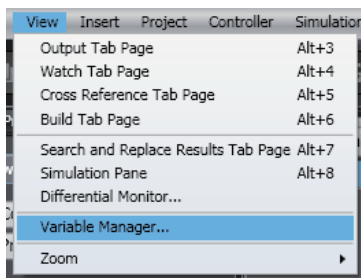 View Insert Project Controller Simulation
Output Tab Page Alt+3
Watch Tab Page Alt+4
Cross Reference Tab Page Alt+5
Build Tab Page Alt+6
Search and Replace Results Tab Page Alt+7
Simulation Pane Alt+8
Differential Monitor...
Variable Manager...
Zoom